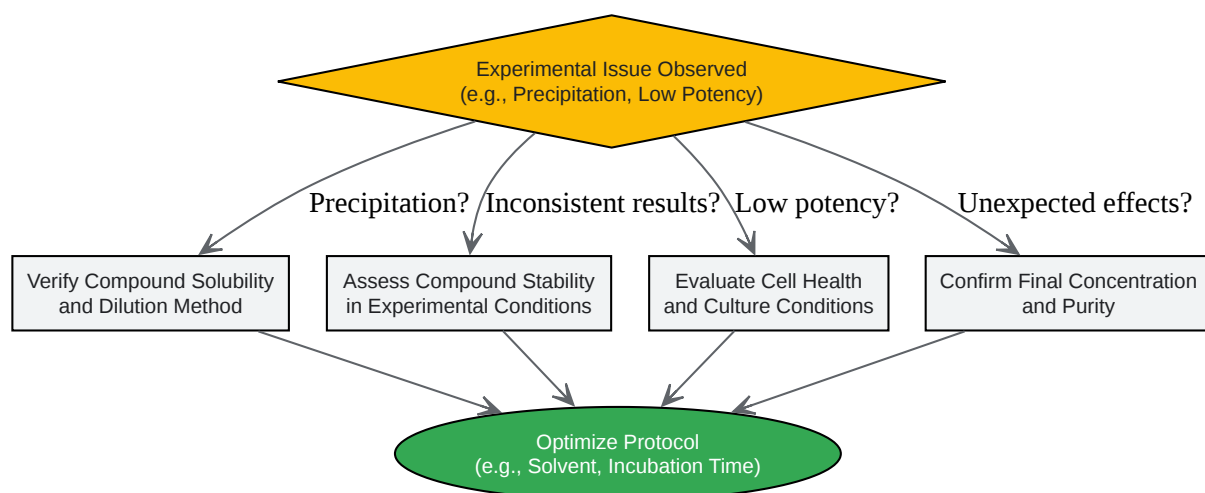 Experimental Issue Observed
(e.g., Precipitation, Low Potency)
Precipitation?
Inconsistent results?
Low potency?
Unexpected effects?
Verify Compound Solubility
and Dilution Method
Assess Compound Stability
in Experimental Conditions
Evaluate Cell Health
and Culture Conditions
Confirm Final Concentration
and Purity
Optimize Protocol
(e.g., Solvent, Incubation Time)